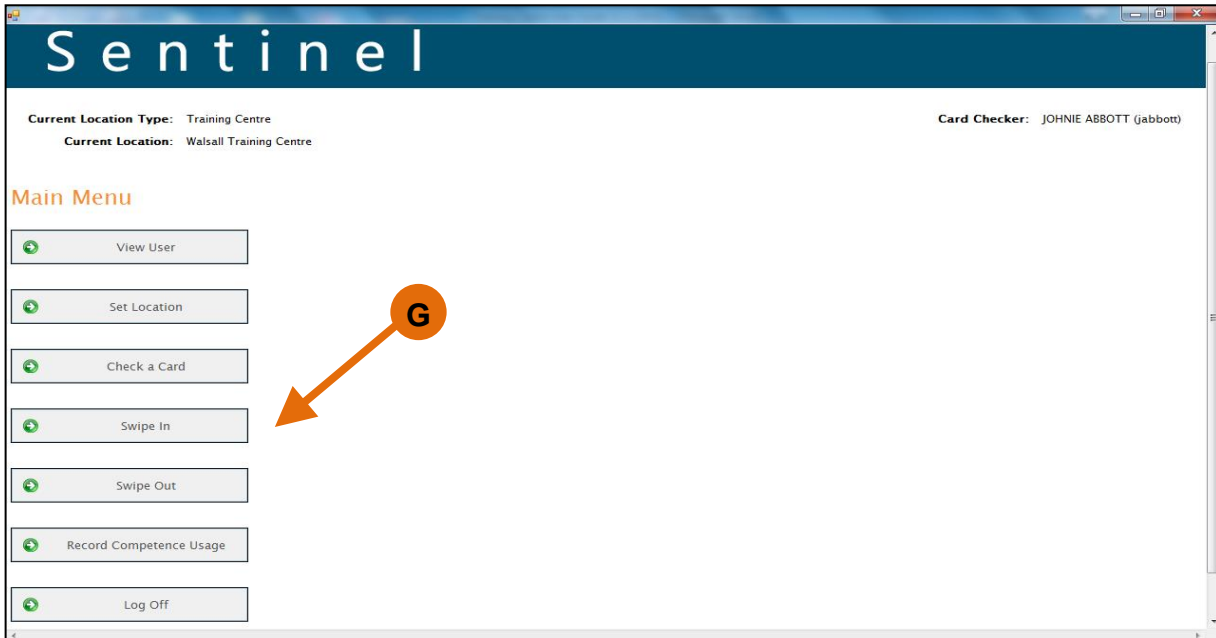 Sentinel
Current Location Type: Training Centre
Card Checker: JOHNIE ABBOTT (jabbott)
Current Location: Walsall Training Centre
Main Menu
View User
Set Location
G
Check a Card
Swipe In
Swipe Out
Record Competence Usage
Log Off